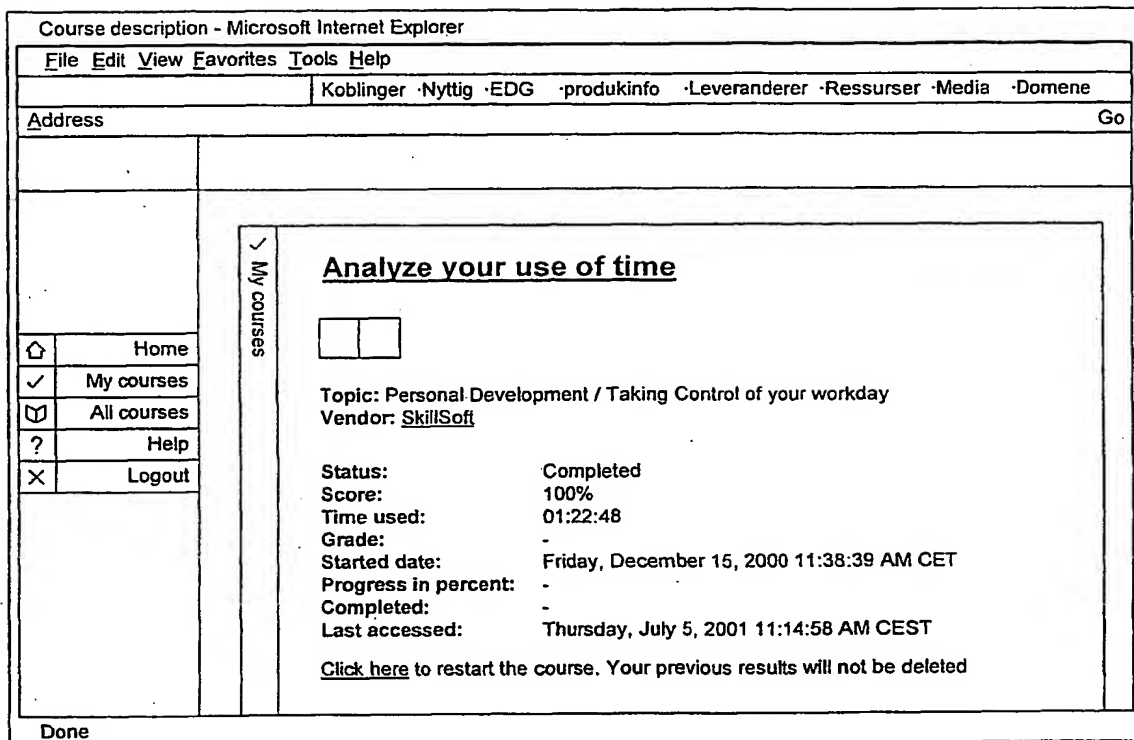 Course description - Microsoft Internet Explorer
File Edit View Favorites Tools Help
Koblinger ·Nyttig ·EDG ·produkinfo ·Leveranderer ·Ressurser ·Media ·Domene
Address Go
My courses
Home
My courses
All courses
? Help
Logout
Analyze your use of time
Topic: Personal Development / Taking Control of your workday
Vendor: SkillSoft
Status: Completed
Score: 100%
Time used: 01:22:48
Grade: -
Started date: Friday, December 15, 2000 11:38:39 AM CET
Progress in percent: -
Completed: -
Last accessed: Thursday, July 5, 2001 11:14:58 AM CEST
Click here to restart the course. Your previous results will not be deleted
Done